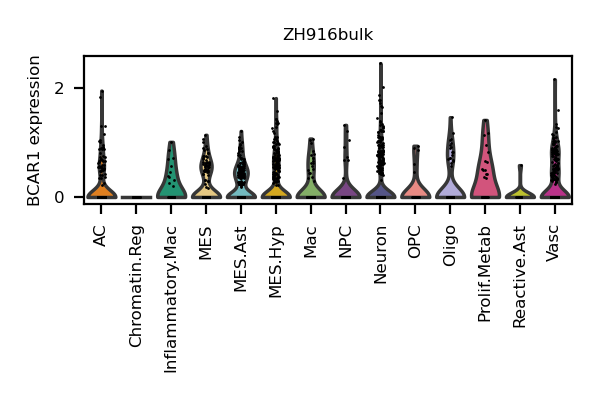 ZH916bulk
BCAR1 expression
2
0
AC
Chromatin.Reg
Inflammatory.Mac
MES
MES.Ast
MES.Hyp
Mac
NPC
Neuron
OPC
Oligo
Prolif.Metab
Reactive.Ast
Vasc